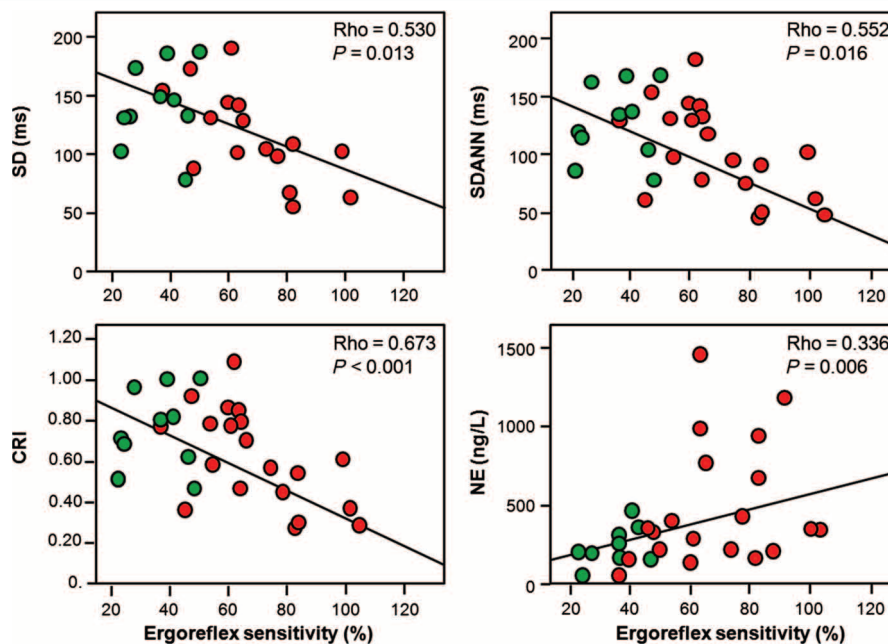 Rho = 0.530
P = 0.013
SD (ms)
200
150
100
50
0
20 40 60 80 100 120
Rho = 0.552
P = 0.016
SDANN (ms)
200
150
100
50
0
20 40 60 80 100 120
Rho = 0.673
P < 0.001
CRI
1.20
1.00
0.80
0.60
0.40
0.20
0.
20 40 60 80 100 120
Ergoreflex sensitivity (%)
Rho = 0.336
P = 0.006
NE (ng/L)
1500
1000
500
0
20 40 60 80 100 120
Ergoreflex sensitivity (%)